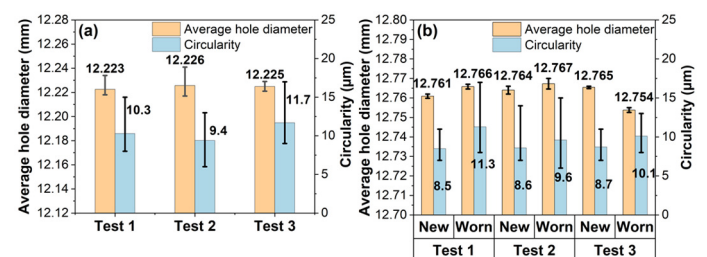 (a)
Average hole diameter
Circularity
Average hole diameter (mm)
12.28
12.26
12.24
12.22
12.20
12.18
12.16
12.14
12.12
12.223
12.226
12.225
10.3
9.4
11.7
25
20
15
10
5
0
Circularity (µm)
Test 1 Test 2 Test 3
(b)
Average hole diameter
Circularity
Average hole diameter (mm)
12.80
12.79
12.78
12.77
12.76
12.75
12.74
12.73
12.72
12.71
12.70
12.761 12.766 12.764 12.767 12.765 12.754
8.5 11.3 8.6 9.6 8.7 10.1
25
20
15
10
5
0
Circularity (µm)
New Worn New Worn New Worn
Test 1 Test 2 Test 3